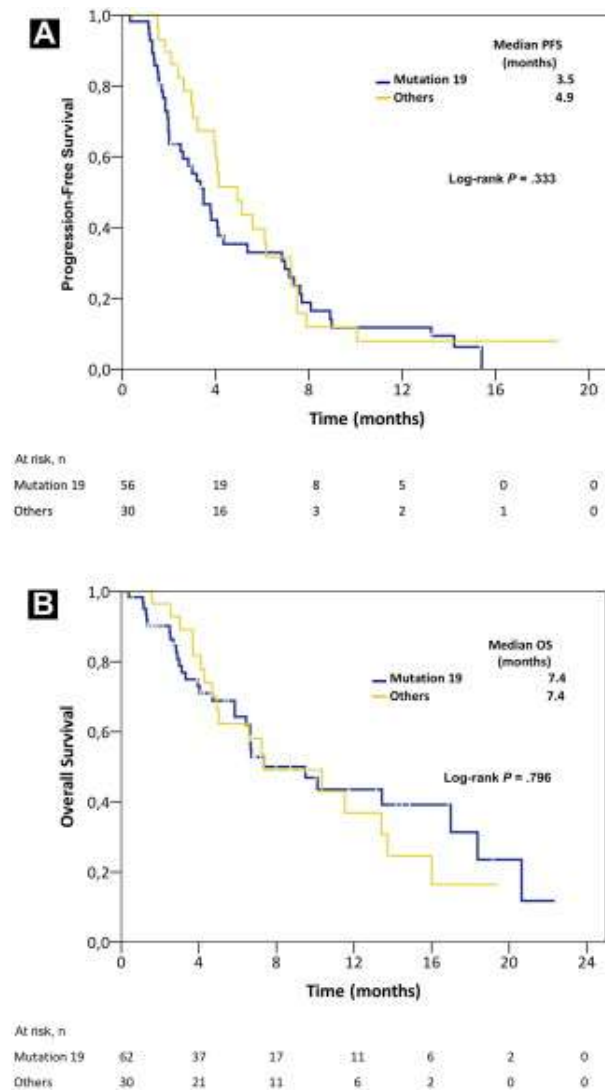 A
1,0
0,8
0,6
0,4
0,2
0,0
Progression-Free Survival
Median PFS
(months)
Mutation 19 3.5
Others 4.9
Log-rank P = .333
0 4 8 12 16 20
Time (months)
At risk, n
Mutation 19 56 19 8 5 0 0
Others 30 16 3 2 1 0
B
1,0
0,8
0,6
0,4
0,2
0,0
Overall Survival
Median OS
(months)
Mutation 19 7.4
Others 7.4
Log-rank P = .796
0 4 8 12 16 20 24
Time (months)
At risk, n
Mutation 19 62 37 17 11 6 2 0
Others 30 21 11 6 2 0 0